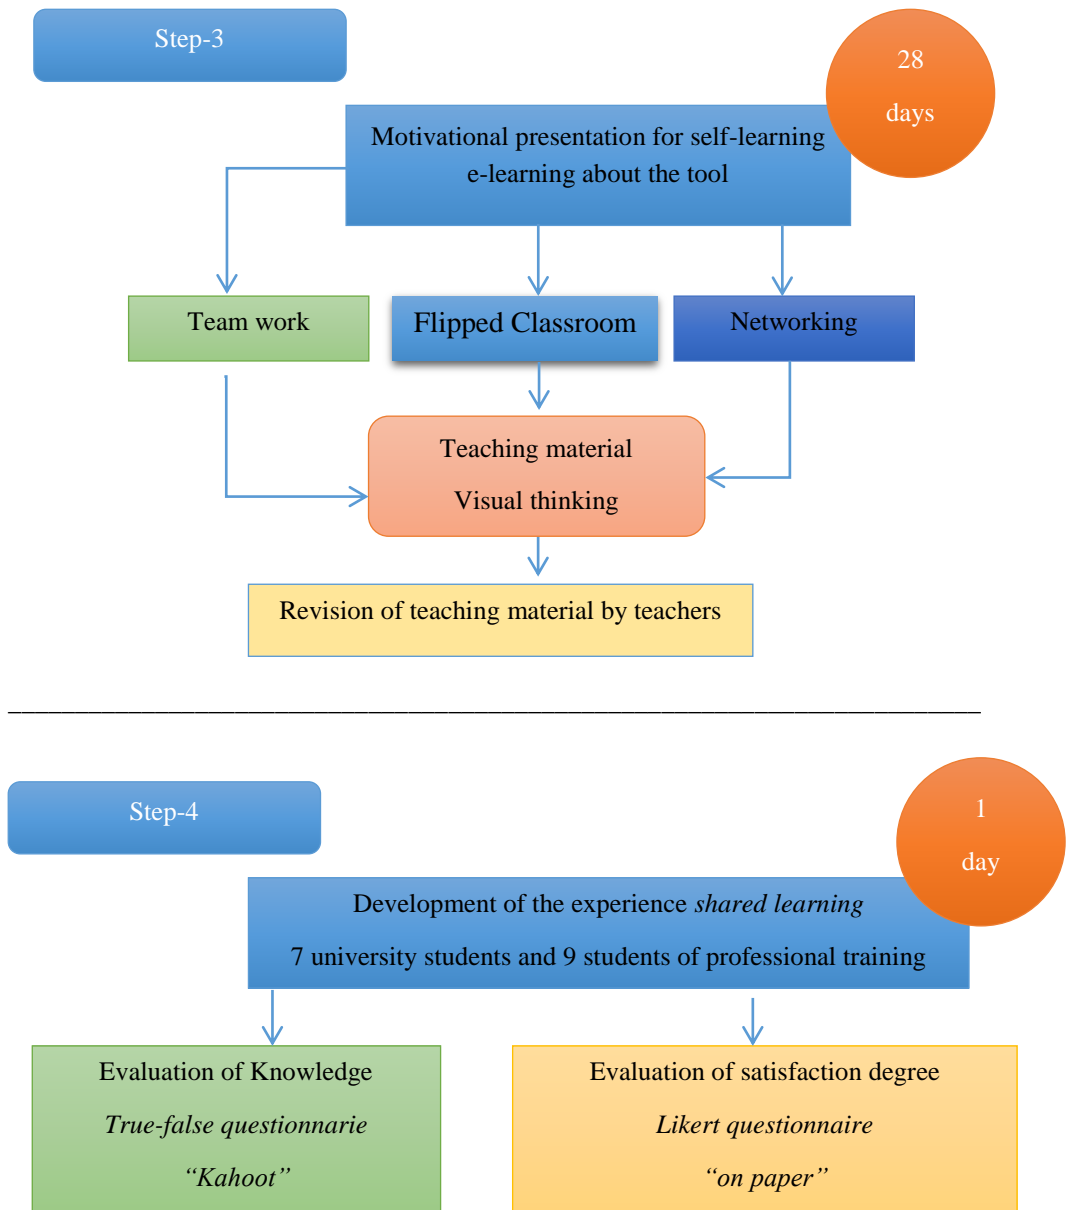 Step-3
28
days
Motivational presentation for self-learning
e-learning about the tool
Team work
Flipped Classroom
Networking
Teaching material
Visual thinking
Revision of teaching material by teachers
Step-4
1
day
Development of the experience shared learning
7 university students and 9 students of professional training
Evaluation of Knowledge
True-false questionnarie
“Kahoot”
Evaluation of satisfaction degree
Likert questionnaire
“on paper”